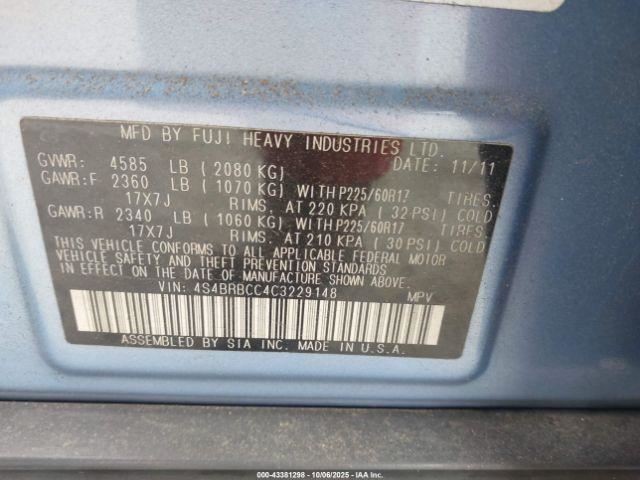 MFD BY FUJI HEAVY INDUSTRIES LTD.
GVWR: 4585 LB (2080 KG) DATE: 11/11
GAWR:F 2360 LB (1070 KG) WITH P225/60R17 TIRES.
17X7J RIMS. AT 220 KPA (32 PSI) COLD
GAWR:R 2340 LB (1060 KG) WITH P225/60R17 TIRES.
17X7J RIMS. AT 210 KPA (30 PSI) COLD
THIS VEHICLE CONFORMS TO ALL APPLICABLE FEDERAL MOTOR
VEHICLE SAFETY AND THEFT PREVENTION STANDARDS
IN EFFECT ON THE DATE OF MANUFACTURE SHOWN ABOVE.
VIN: 4S4BRBCC4C3229148 MPV
ASSEMBLED BY SIA INC. MADE IN U.S.A.
00-43381298 - 10/06/2025 - IAAI, Inc.